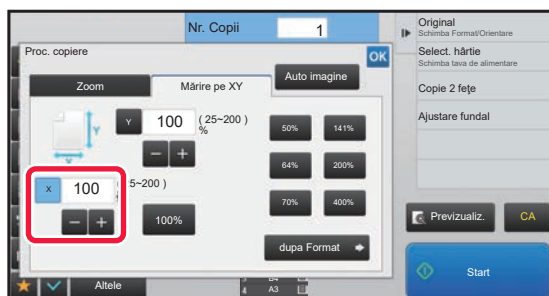 Nr. Copii
1
Proc. copiere
OK
Zoom
Mărire pe XY
Auto imagine
Y
100
( 25~200 )
%
Y
50%
141%
64%
200%
X
100
5~200 )
70%
400%
100%
dupa Format
Altele
B4
4 A3
Original
Schimba Format/Orientare
Select. hârtie
Schimba tava de alimentare
Copie 2 feţe
Ajustare fundal
Previzualiz.
CA
Start